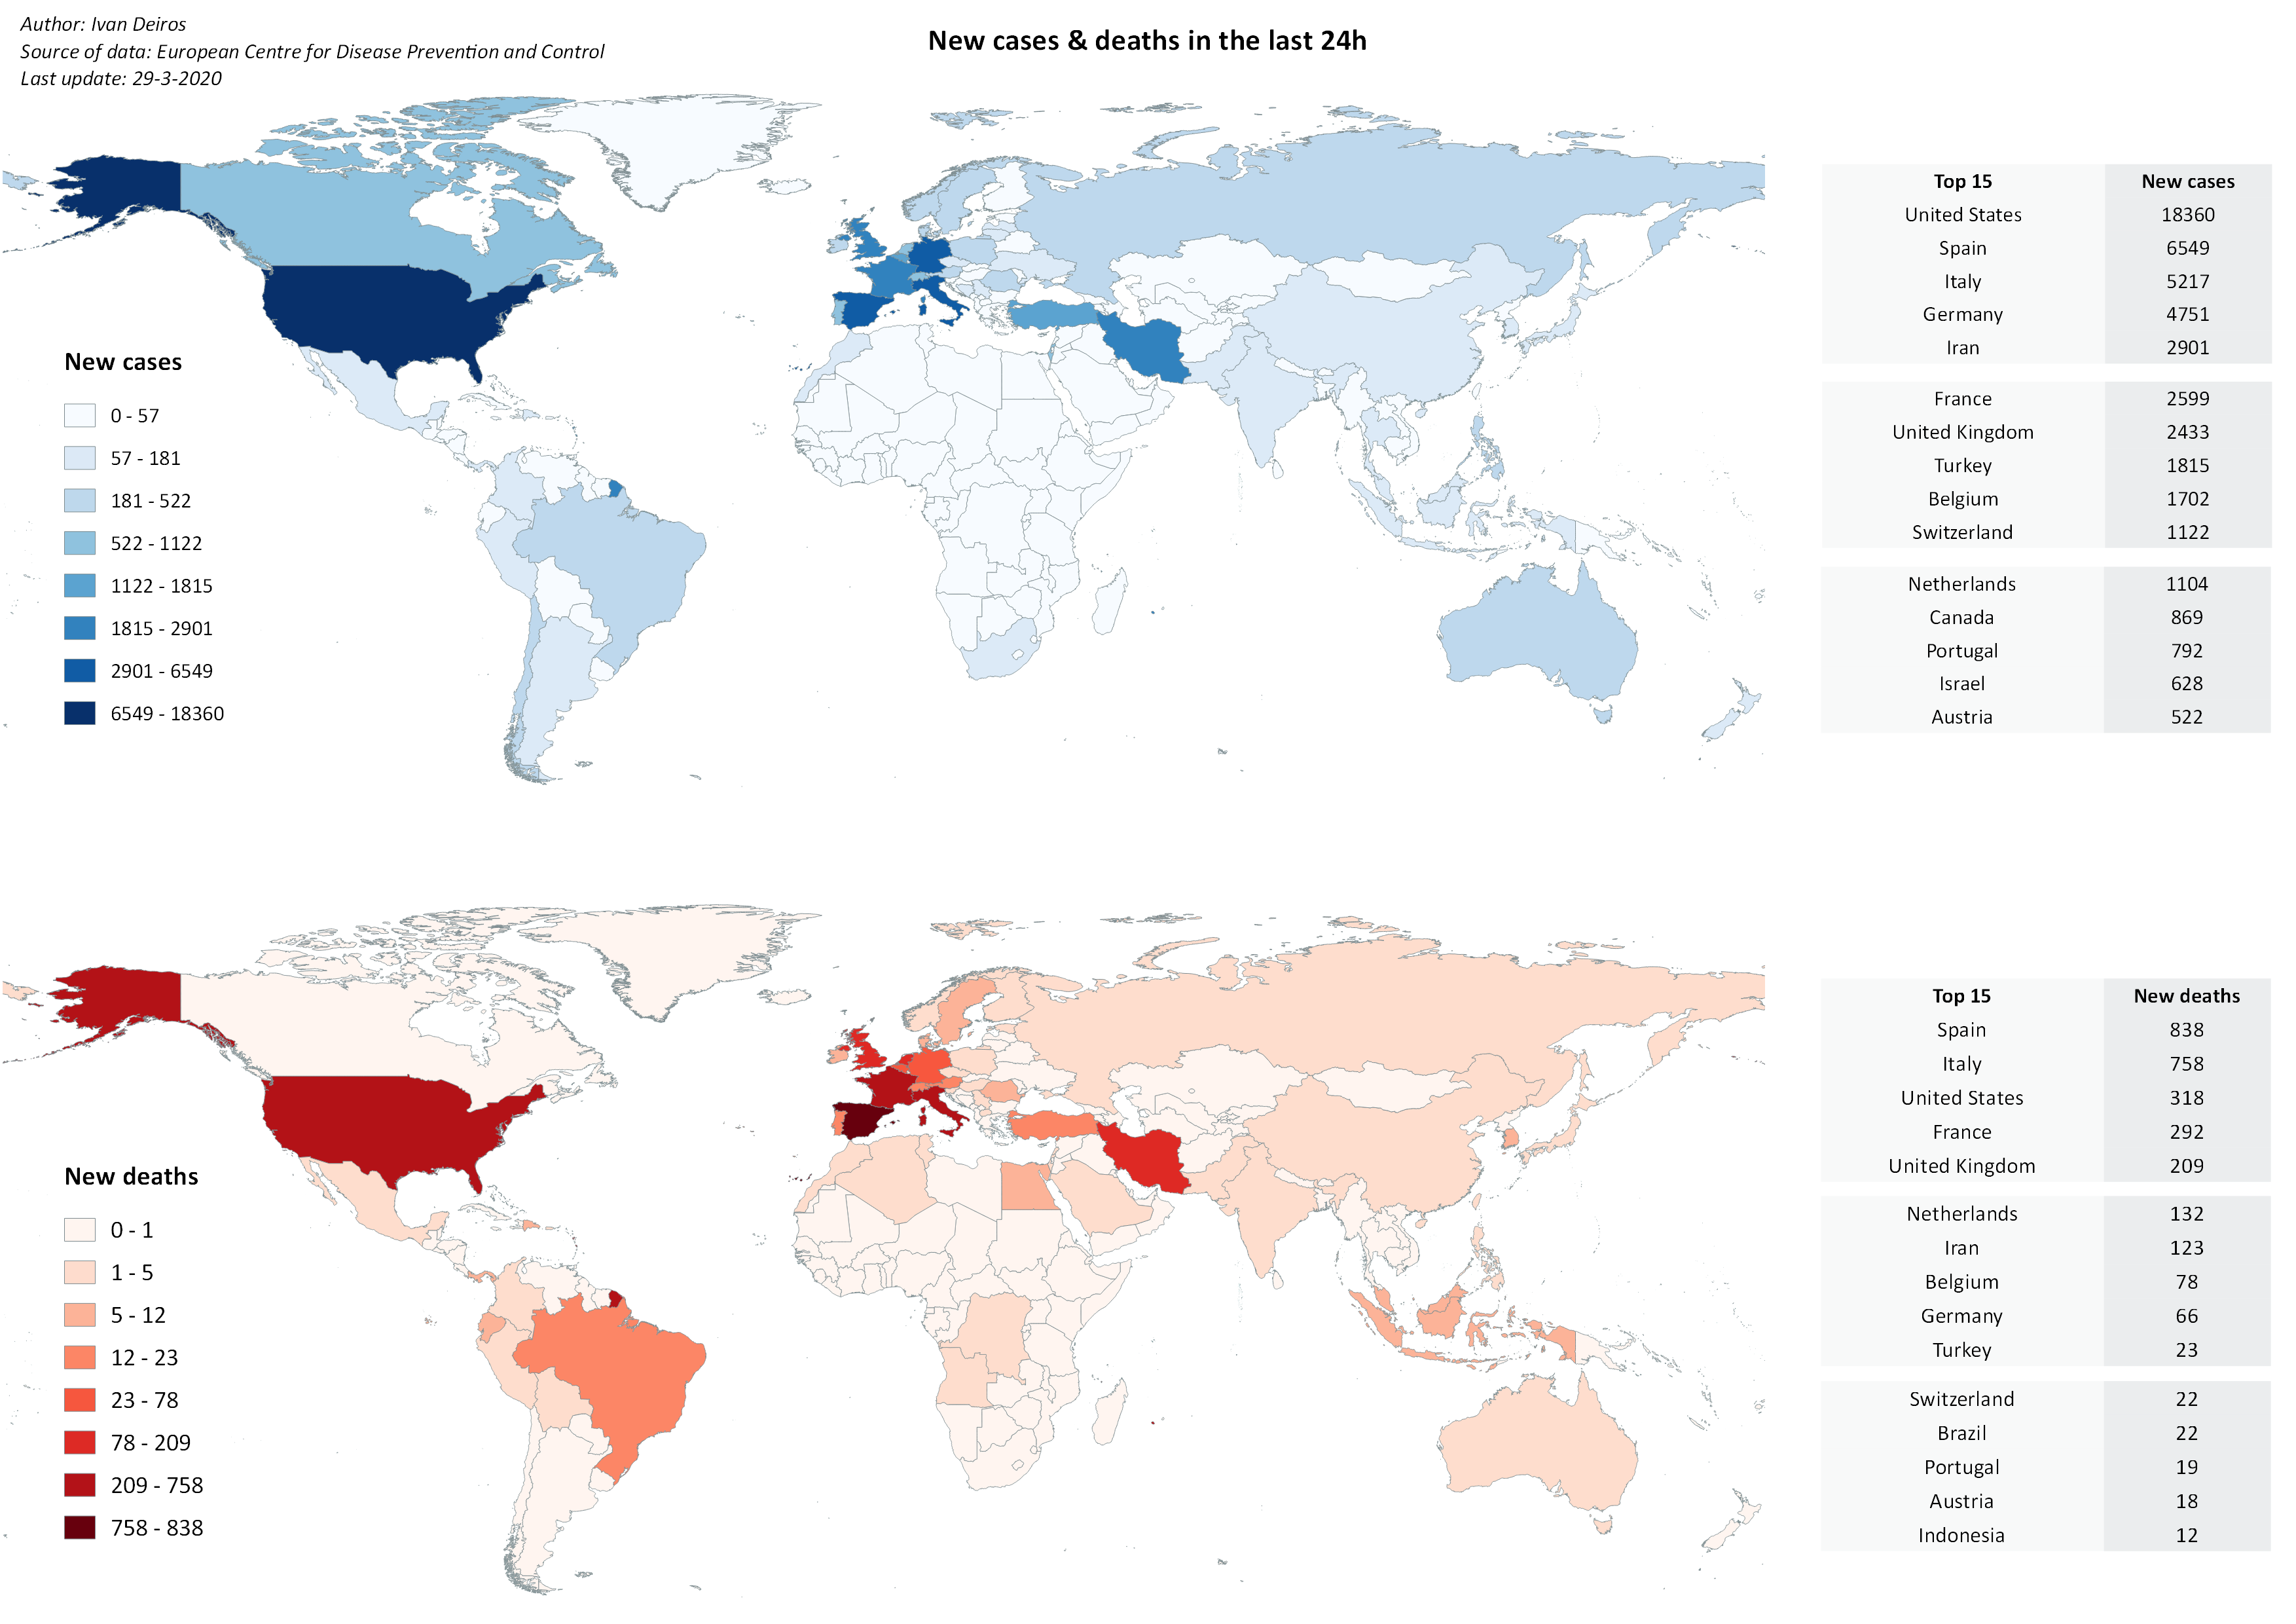 Author: Ivan Deiros
Source of data: European Centre for Disease Prevention and Control
Last update: 29-3-2020
New cases & deaths in the last 24h
New cases
0 - 57
57 - 181
181 - 522
522 - 1122
1122 - 1815
1815 - 2901
2901 - 6549
6549 - 18360
Top 15 New cases
United States 18360
Spain 6549
Italy 5217
Germany 4751
Iran 2901
France 2599
United Kingdom 2433
Turkey 1815
Belgium 1702
Switzerland 1122
Netherlands 1104
Canada 869
Portugal 792
Israel 628
Austria 522
New deaths
0 - 1
1 - 5
5 - 12
12 - 23
23 - 78
78 - 209
209 - 758
758 - 838
Top 15 New deaths
Spain 838
Italy 758
United States 318
France 292
United Kingdom 209
Netherlands 132
Iran 123
Belgium 78
Germany 66
Turkey 23
Switzerland 22
Brazil 22
Portugal 19
Austria 18
Indonesia 12